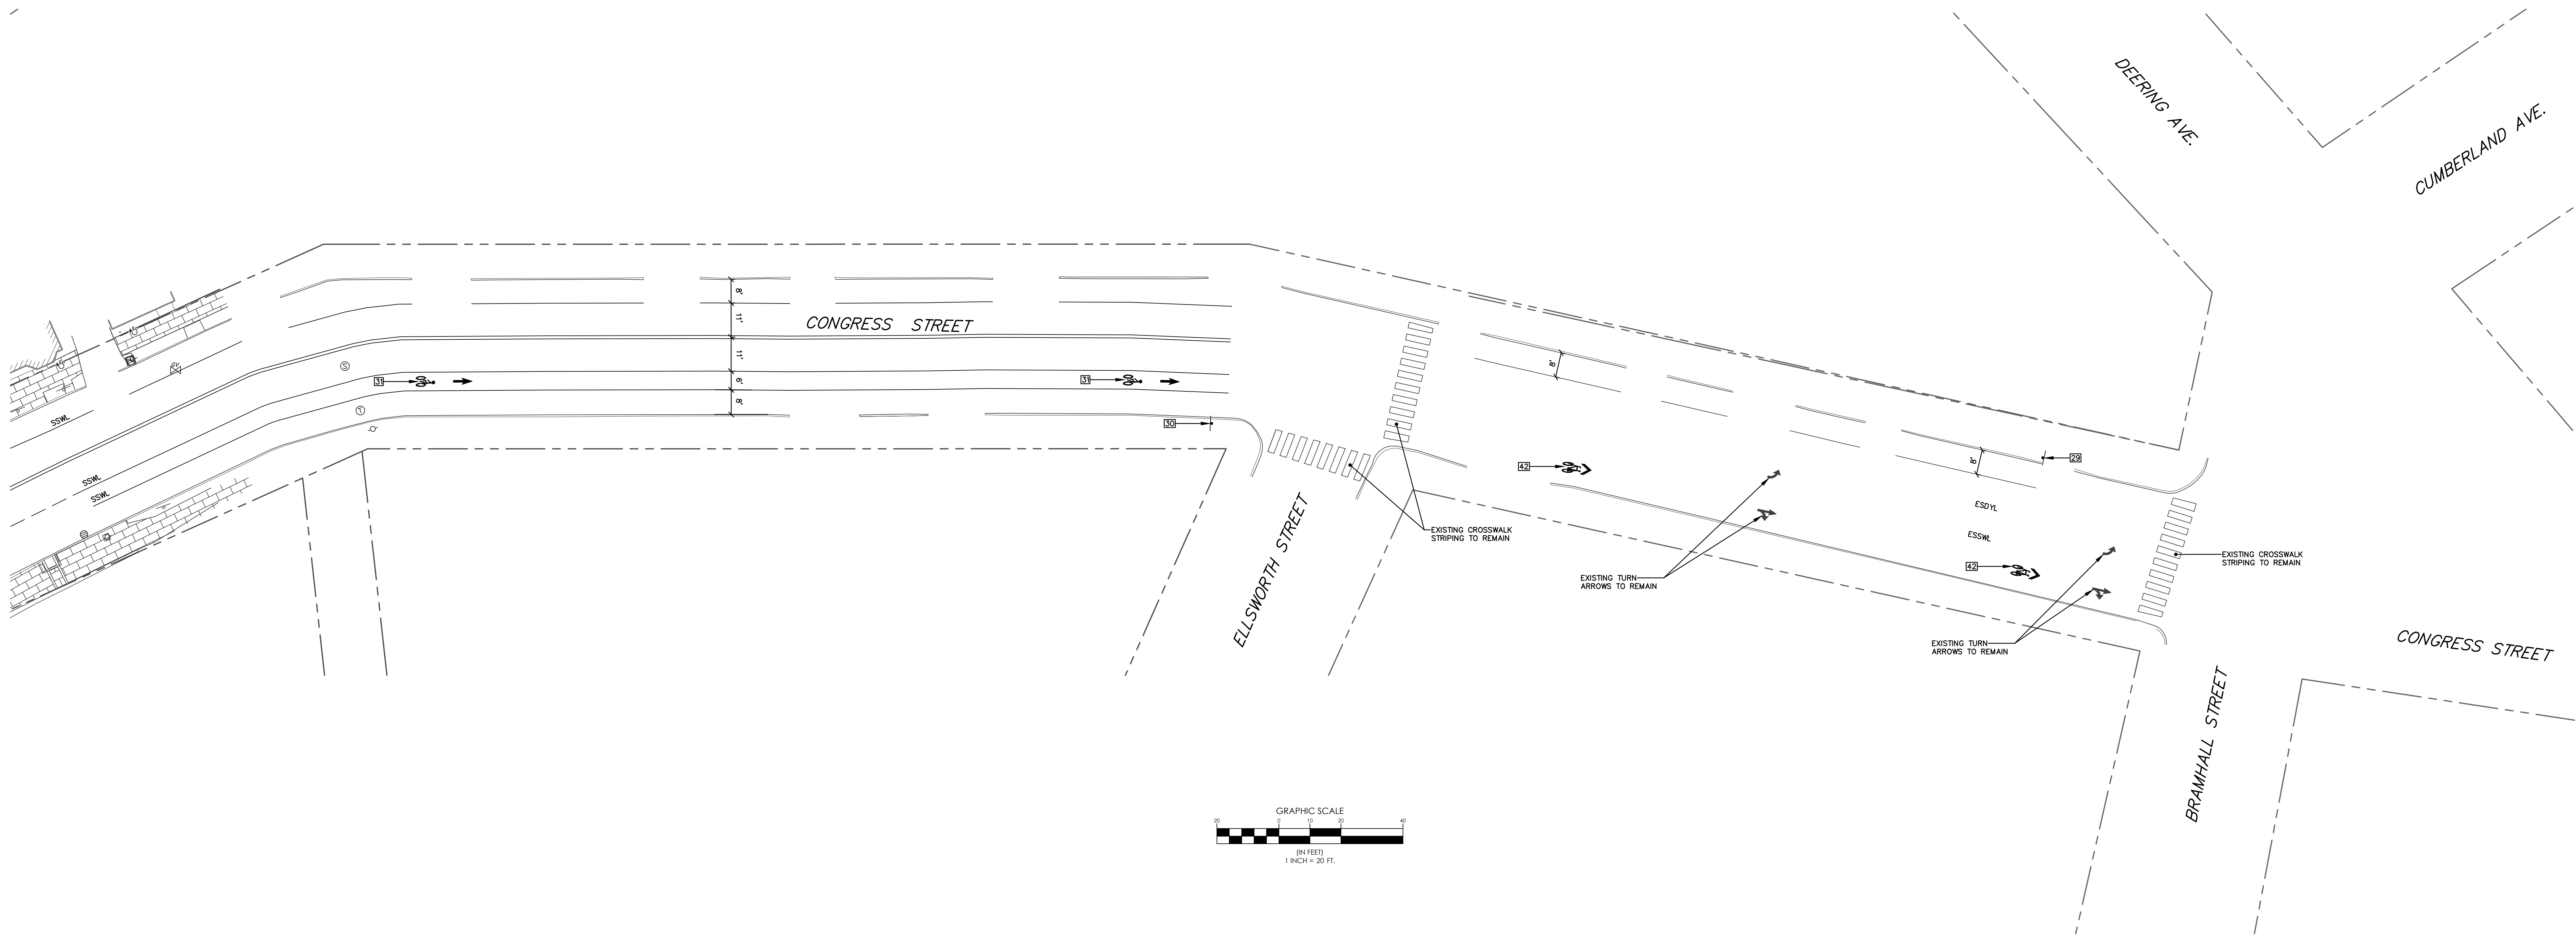 DEERING AVE.
CUMBERLAND AVE.
8'
11'
CONGRESS STREET
11'
6'
8'
S
T
31
31
30
SSWL
SSWL
SSWL
8'
8'
29
42
ESDYL
ESSWL
42
EXISTING CROSSWALK
STRIPING TO REMAIN
EXISTING TURN
ARROWS TO REMAIN
EXISTING CROSSWALK
STRIPING TO REMAIN
EXISTING TURN
ARROWS TO REMAIN
ELLSWORTH STREET
CONGRESS STREET
BRAMHALL STREET
GRAPHIC SCALE
20 0 10 20 40
(IN FEET)
1 INCH = 20 FT.